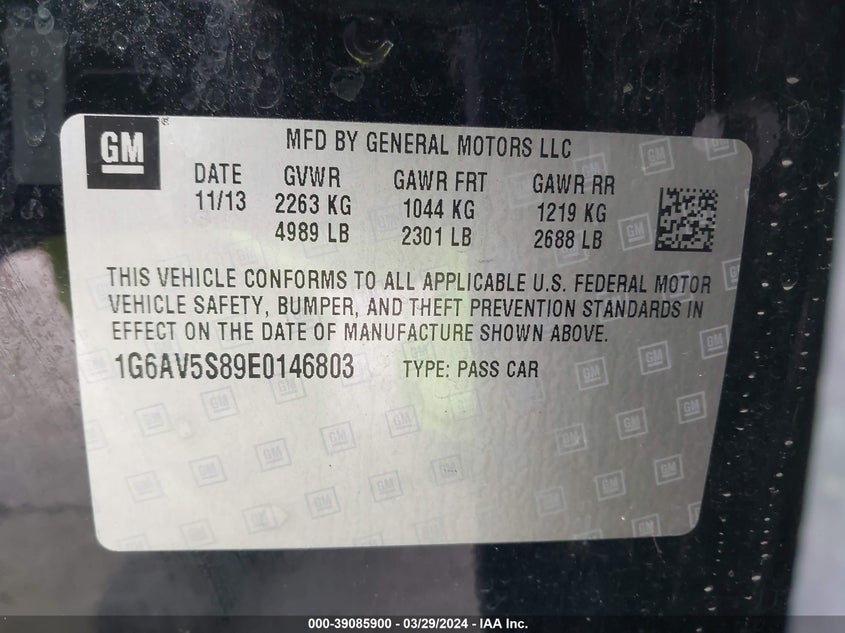 GM
MFD BY GENERAL MOTORS LLC
DATE GVWR GAWR FRT GAWR RR
11/13 2263 KG 1044 KG 1219 KG
4989 LB 2301 LB 2688 LB
THIS VEHICLE CONFORMS TO ALL APPLICABLE U.S. FEDERAL MOTOR
VEHICLE SAFETY, BUMPER, AND THEFT PREVENTION STANDARDS IN
EFFECT ON THE DATE OF MANUFACTURE SHOWN ABOVE.
1G6AV5S89E0146803 TYPE: PASS CAR
000-39085900 - 03/29/2024 - IAA Inc.